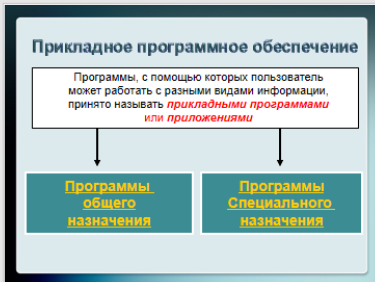 Прикладное программное обеспечение
Программы, с помощью которых пользователь
может работать с разными видами информации,
принято называть прикладными программами
или приложениями
Программы
общего
назначения
Программы
Специального
назначения